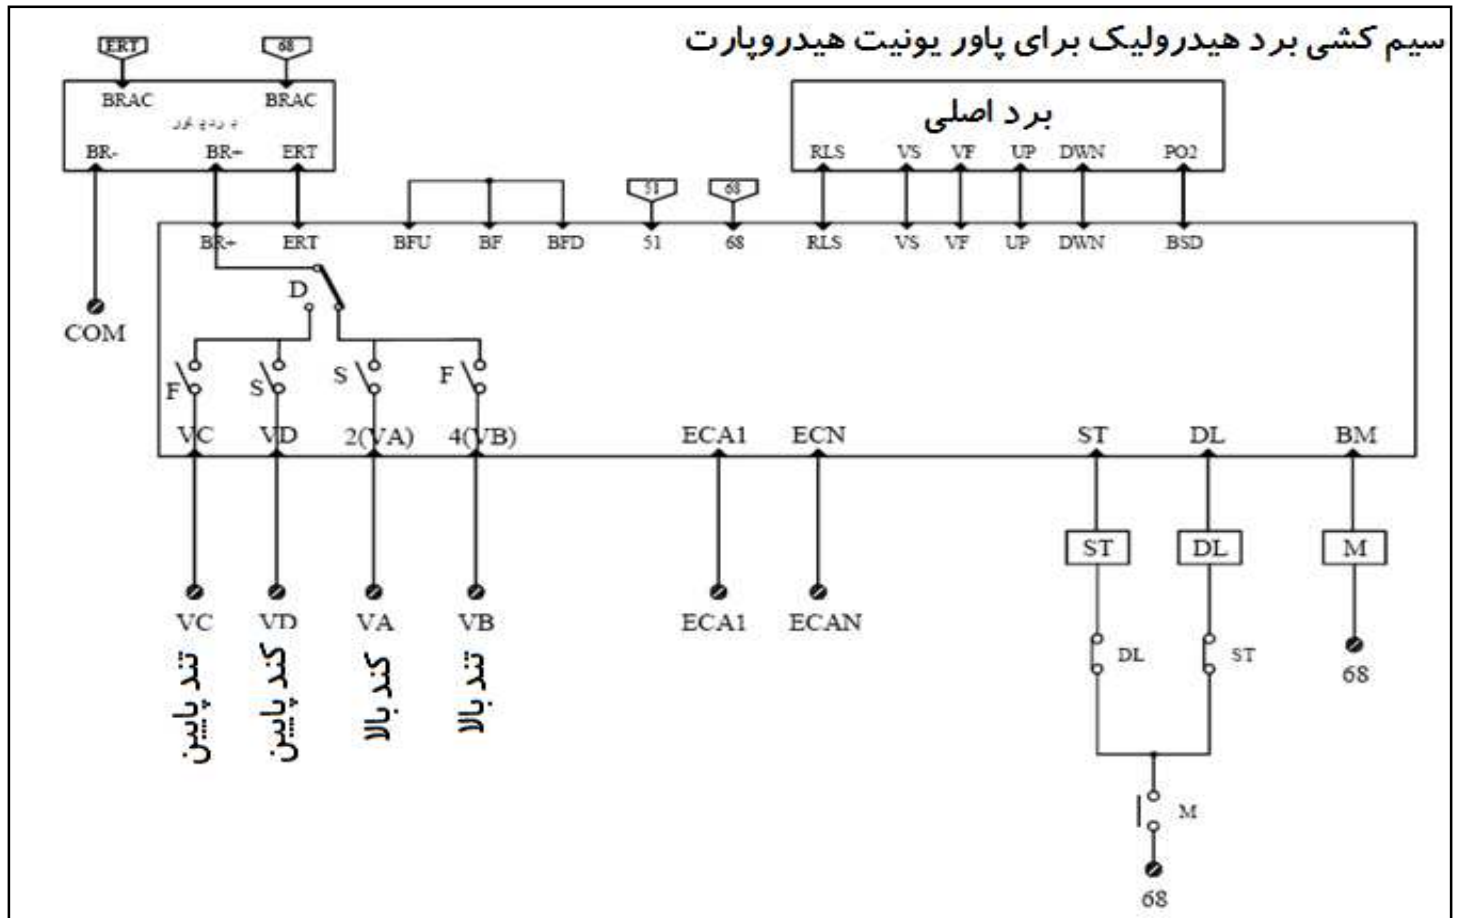 سیم کشی برد هیدرولیک برای پاور یونیت هیدروپارت
ERT 68
BRAC BRAC
برد پاور
BR- BR+ ERT
برد اصلی
RLS VS VF UP DWN PO2
51 68
BR+ ERT BFU BF BFD 51 68 RLS VS VF UP DWN BSD
D
COM
F S S F
VC VD 2(VA) 4(VB) ECA1 ECN ST DL BM
ST DL M
VC VD VA VB ECA1 ECAN
DL ST
68
تند پایین
کند پایین
کند بالا
تند بالا
M
68